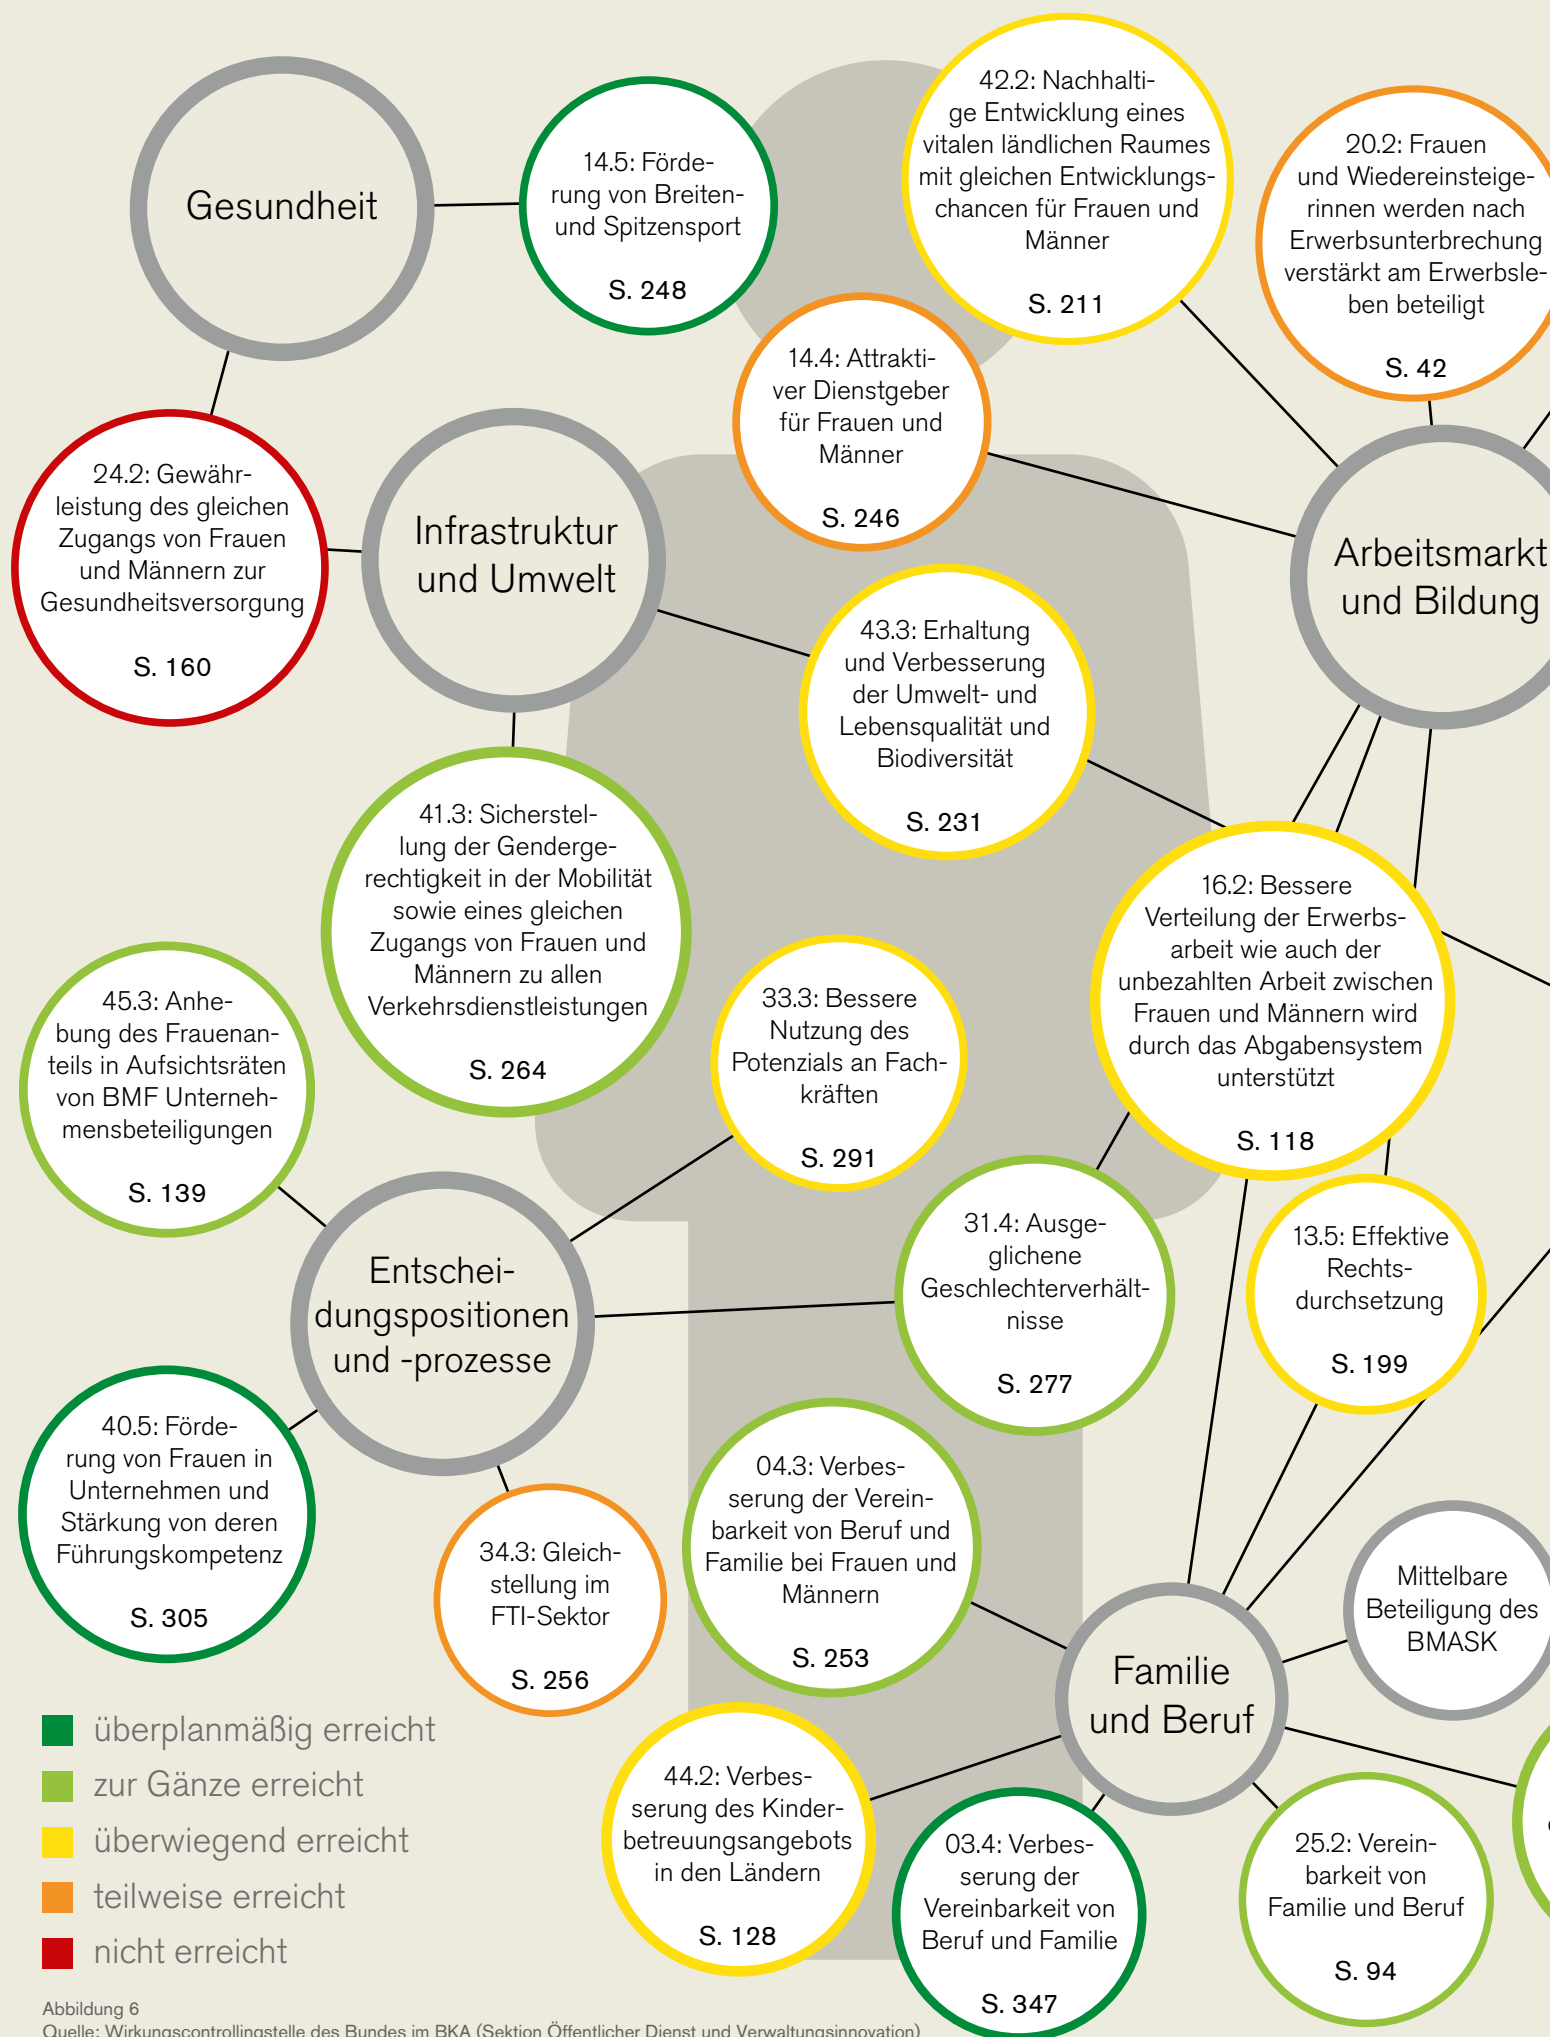 Gesundheit
14.5: Förde-
rung von Breiten-
und Spitzensport
S. 248
42.2: Nachhalti-
ge Entwicklung eines
vitalen ländlichen Raumes
mit gleichen Entwicklungs-
chancen für Frauen und
Männer
S. 211
20.2: Frauen
und Wiedereinsteige-
rinnen werden nach
Erwerbsunterbrechung
verstärkt am Erwerbsle-
ben beteiligt
S. 42
14.4: Attrakti-
ver Dienstgeber
für Frauen und
Männer
S. 246
24.2: Gewähr-
leistung des gleichen
Zugangs von Frauen
und Männern zur
Gesundheitsversorgung
S. 160
Infrastruktur
und Umwelt
Arbeitsmarkt
und Bildung
43.3: Erhaltung
und Verbesserung
der Umwelt- und
Lebensqualität und
Biodiversität
S. 231
41.3: Sicherstel-
lung der Genderge-
rechtigkeit in der Mobilität
sowie eines gleichen
Zugangs von Frauen und
Männern zu allen
Verkehrsdienstleistungen
S. 264
16.2: Bessere
Verteilung der Erwerbs-
arbeit wie auch der
unbezahlten Arbeit zwischen
Frauen und Männern wird
durch das Abgabensystem
unterstützt
S. 118
45.3: Anhe-
bung des Frauenan-
teils in Aufsichtsräten
von BMF Unterneh-
mensbeteiligungen
S. 139
33.3: Bessere
Nutzung des
Potenzials an Fach-
kräften
S. 291
31.4: Ausge-
glichene
Geschlechterverhält-
nisse
S. 277
13.5: Effektive
Rechts-
durchsetzung
S. 199
Entschei-
dungspositionen
und -prozesse
40.5: Förde-
rung von Frauen in
Unternehmen und
Stärkung von deren
Führungskompetenz
S. 305
34.3: Gleich-
stellung im
FTI-Sektor
S. 256
04.3: Verbes-
serung der Verein-
barkeit von Beruf und
Familie bei Frauen und
Männern
S. 253
Mittelbare
Beteiligung des
BMASK
Familie
und Beruf
44.2: Verbes-
serung des Kinder-
betreuungsangebots
in den Ländern
S. 128
03.4: Verbes-
serung der
Vereinbarkeit von
Beruf und Familie
S. 347
25.2: Verein-
barkeit von
Familie und Beruf
S. 94
überplanmäßig erreicht
zur Gänze erreicht
überwiegend erreicht
teilweise erreicht
nicht erreicht
Abbildung 6
Quelle: Wirkungscontrollingstelle des Bundes im BKA (Sektion Öffentlicher Dienst und Verwaltungsinnovation)